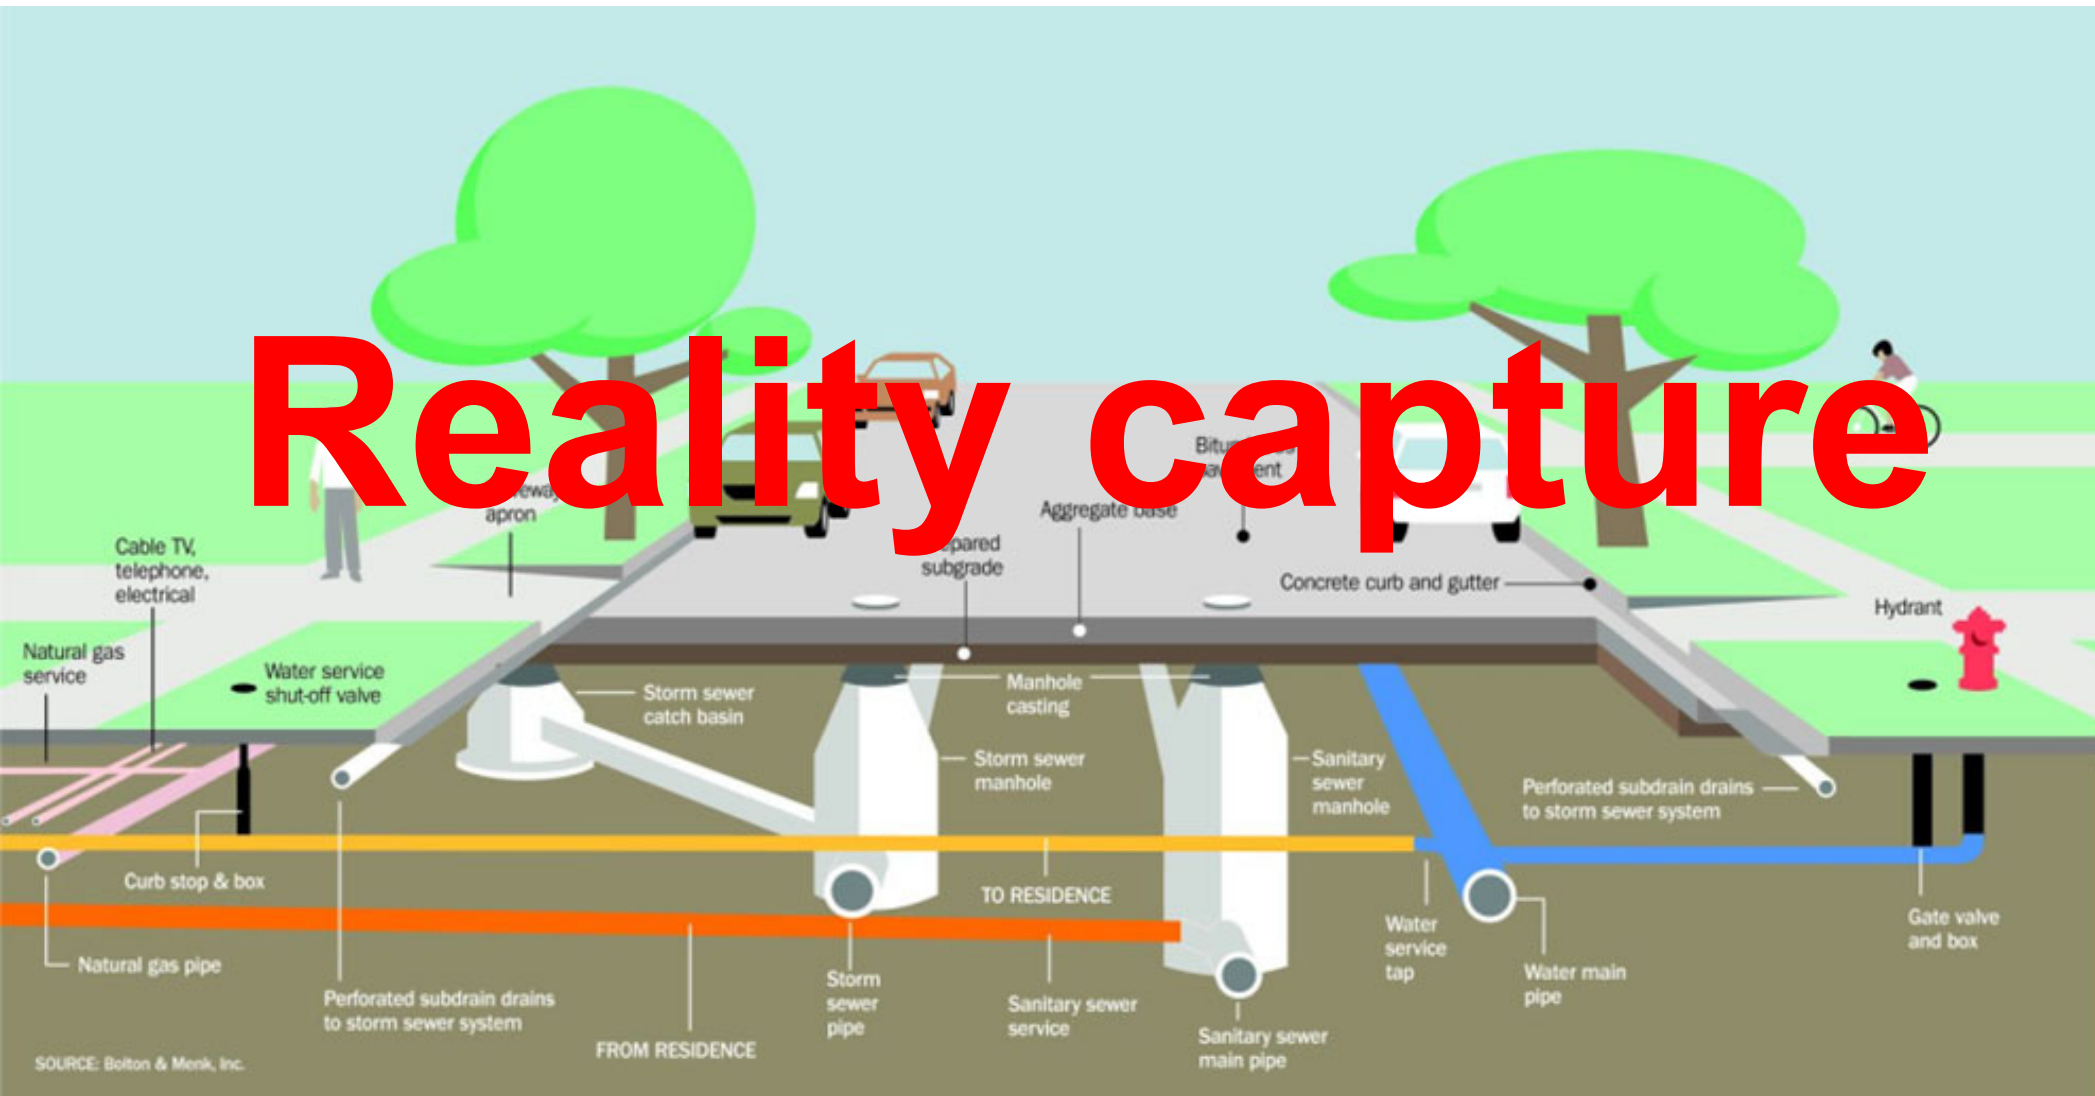 Reality capture
apron
Cable TV,
telephone,
electrical
Natural gas
service
Water service
shut-off valve
subgrade
Aggregate base
Concrete curb and gutter
Hydrant
Storm sewer
catch basin
Manhole
casting
Storm sewer
manhole
Sanitary
sewer
manhole
Perforated subdrain drains
to storm sewer system
Curb stop & box
TO RESIDENCE
Water
service
tap
Gate valve
and box
Natural gas pipe
Perforated subdrain drains
to storm sewer system
Storm
sewer
pipe
Sanitary sewer
service
Water main
pipe
FROM RESIDENCE
Sanitary sewer
main pipe
SOURCE: Bolton & Menk, Inc.